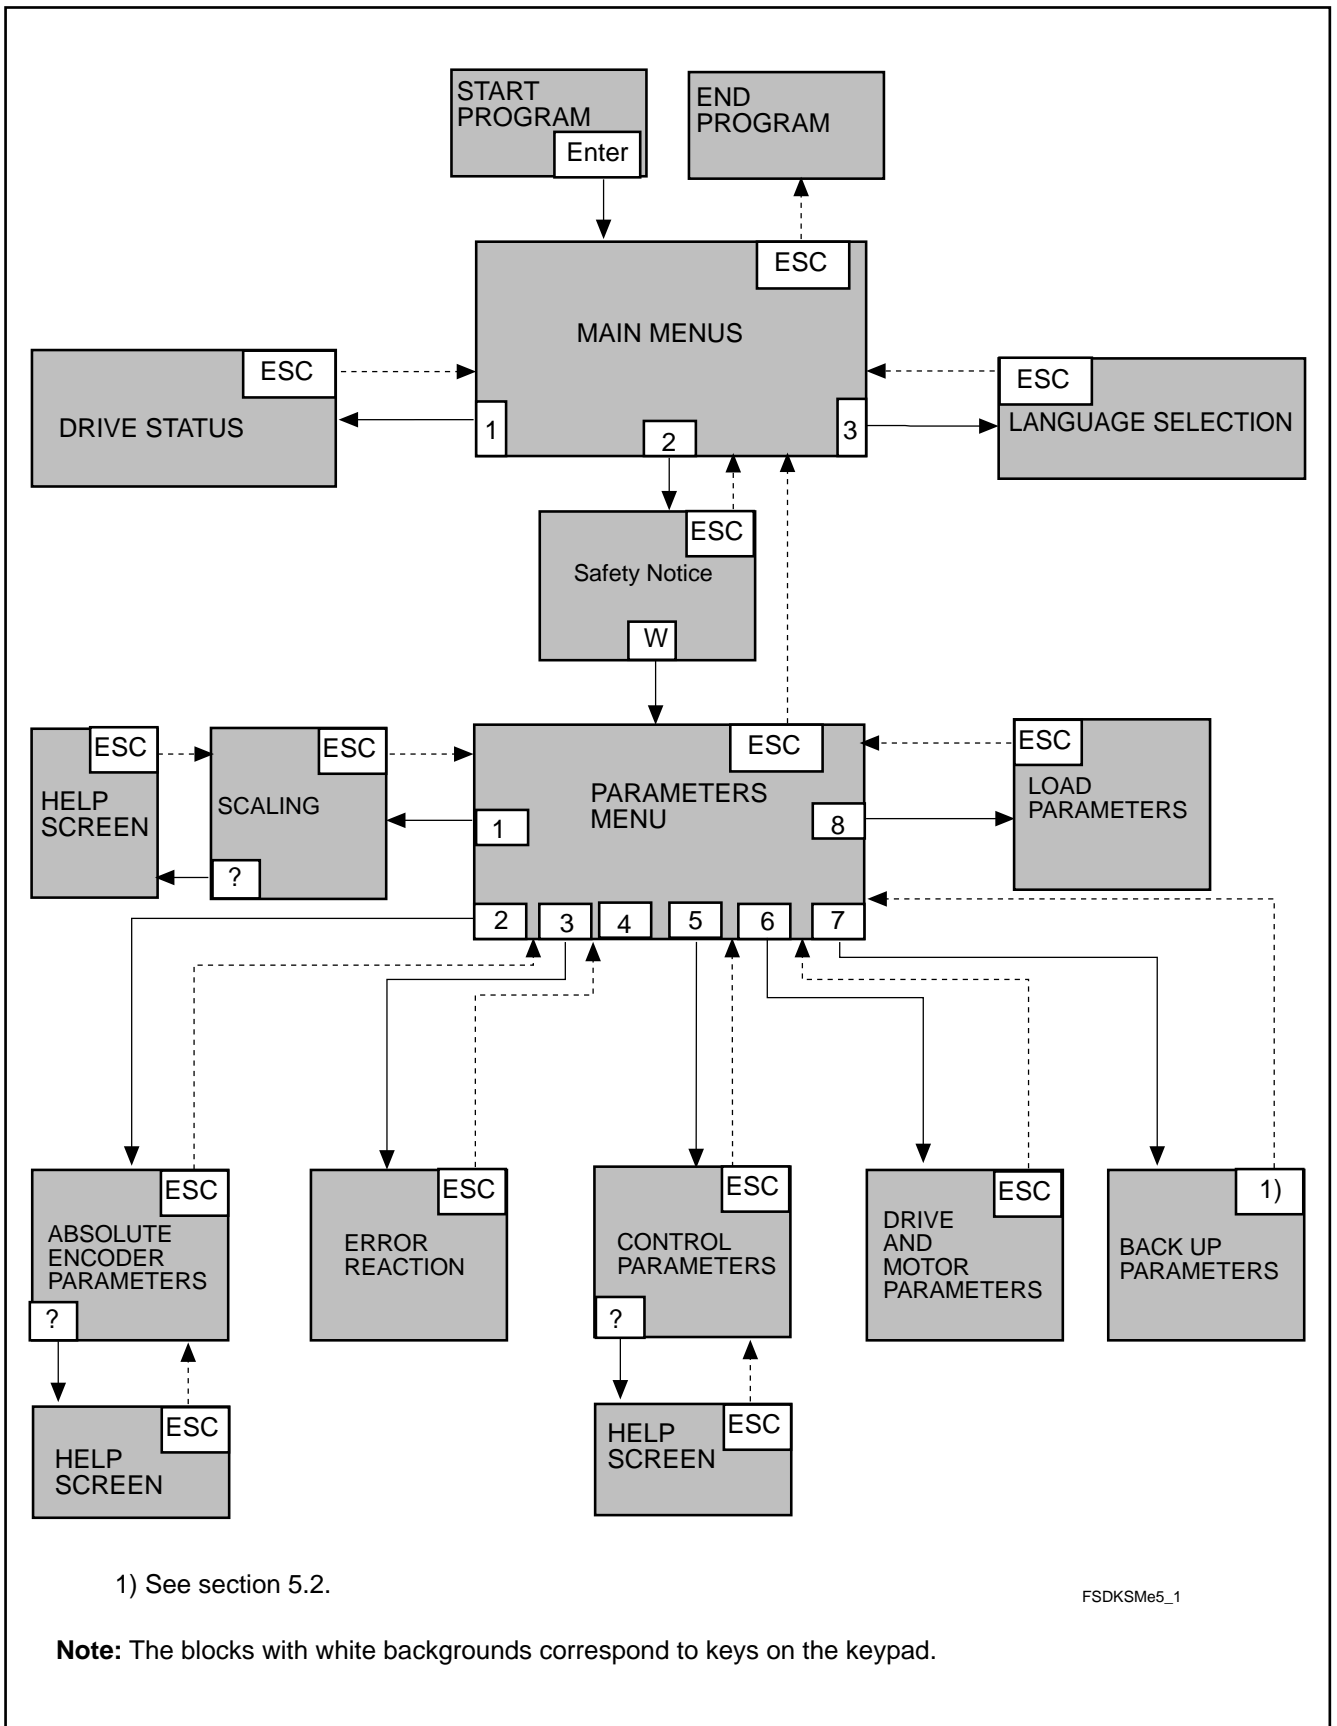 START
PROGRAM
Enter
END
PROGRAM
ESC
MAIN MENUS
ESC
DRIVE STATUS
1
2
3
ESC
LANGUAGE SELECTION
ESC
Safety Notice
W
ESC
HELP
SCREEN
ESC
SCALING
?
ESC
PARAMETERS
MENU
1
8
2
3
4
5
6
7
ESC
LOAD
PARAMETERS
ESC
ABSOLUTE
ENCODER
PARAMETERS
?
ESC
ERROR
REACTION
ESC
CONTROL
PARAMETERS
?
ESC
DRIVE
AND
MOTOR
PARAMETERS
1)
BACK UP
PARAMETERS
ESC
HELP
SCREEN
ESC
HELP
SCREEN
1) See section 5.2.
FSDKSMe5_1
Note: The blocks with white backgrounds correspond to keys on the keypad.